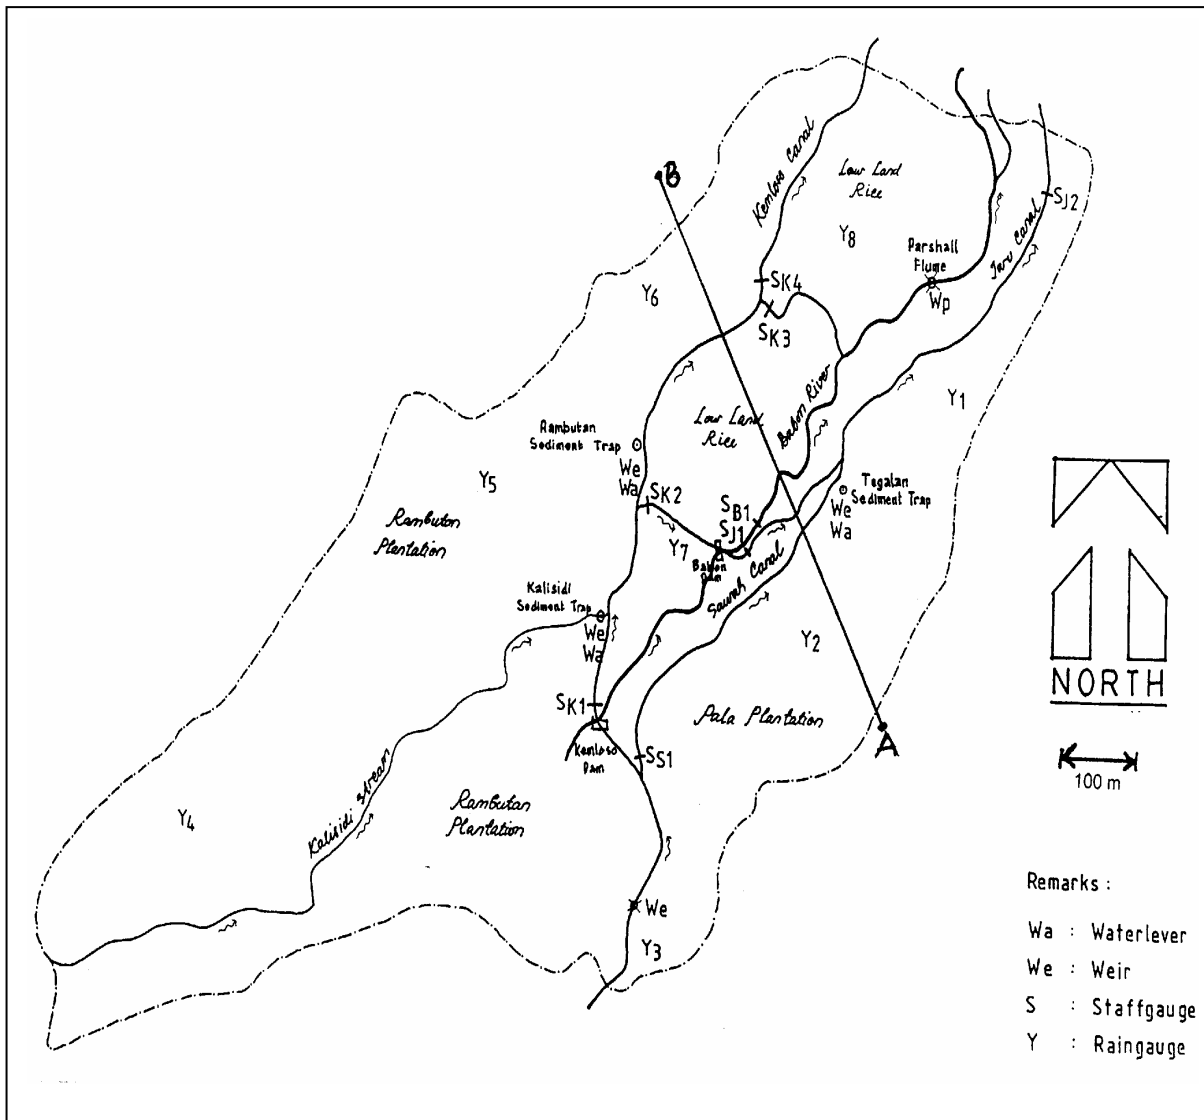 B
Kemloso Canal
Low Land
Rice
Y8
SJ2
Parshall
Flume
Wp
Jaru Canal
Y6
SK4
SK3
Babon River
Y1
Rambutan
Sediment Trap
We
Wa
Low Land
Rice
Y5
Rambutan
Plantation
SK2
SB1
SJ1
Tegalan
Sediment Trap
We
Wa
Y7
Babon
Dam
Sawah Canal
Kalisidi
Sediment Trap
We
Wa
Y2
SK1
Pala Plantation
A
Kemloso
Dam
SS1
Y4
Kalisidi Stream
Rambutan
Plantation
We
Y3
NORTH
100 m
Remarks :
Wa : Waterlever
We : Weir
S : Staffgauge
Y : Raingauge